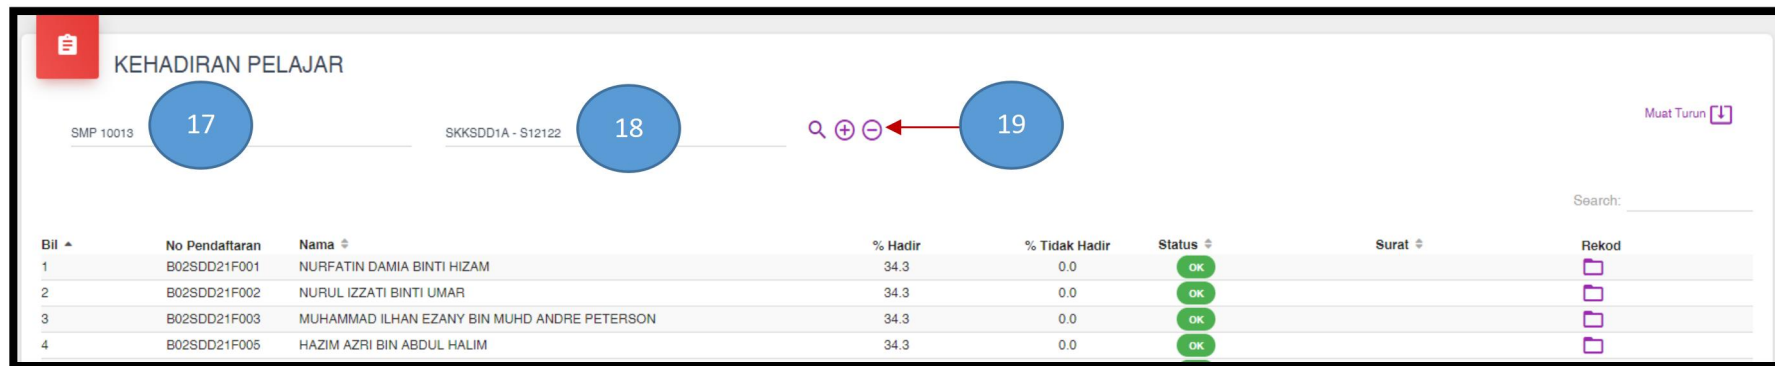 KEHADIRAN PELAJAR
SMP 10013 17 SKKSDD1A - S12122 18 19 Muat Turun
Search:
Bil No Pendaftaran Nama % Hadir % Tidak Hadir Status Surat Rekod
1 B02SDD21F001 NURFATIN DAMIA BINTI HIZAM 34.3 0.0 OK
2 B02SDD21F002 NURUL IZZATI BINTI UMAR 34.3 0.0 OK
3 B02SDD21F003 MUHAMMAD ILHAN EZANY BIN MUHD ANDRE PETERSON 34.3 0.0 OK
4 B02SDD21F005 HAZIM AZRI BIN ABDUL HALIM 34.3 0.0 OK